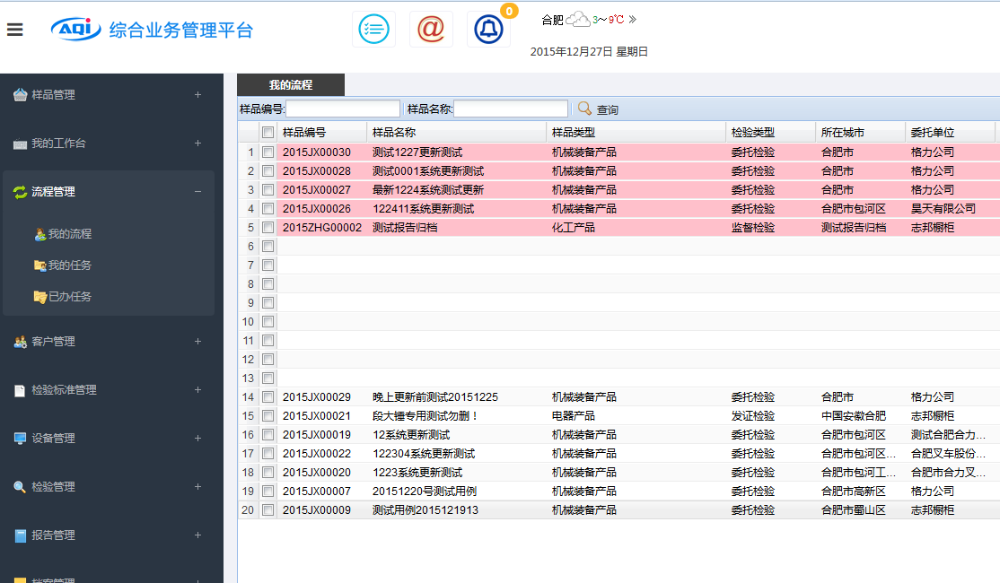 AQI 综合业务管理平台
@
0
合肥 3~9℃ »
2015年12月27日 星期日
样品管理 +
我的工作台 +
流程管理 −
我的流程
我的任务
已办任务
客户管理 +
检验标准管理 +
设备管理 +
检验管理 +
报告管理 +
档案管理
我的流程
样品编号: 样品名称: 查询
样品编号 样品名称 样品类型 检验类型 所在城市 委托单位
1 2015JX00030 测试1227更新测试 机械装备产品 委托检验 合肥市 格力公司
2 2015JX00028 测试0001系统更新测试 机械装备产品 委托检验 合肥市 格力公司
3 2015JX00027 最新1224系统测试更新 机械装备产品 委托检验 合肥市 格力公司
4 2015JX00026 122411系统更新测试 机械装备产品 委托检验 合肥市包河区 昊天有限公司
5 2015ZHG00002 测试报告归档 化工产品 监督检验 测试报告归档 志邦橱柜
6
7
8
9
10
11
12
13
14 2015JX00029 晚上更新前测试20151225 机械装备产品 委托检验 合肥市 格力公司
15 2015JX00021 段大锤专用测试勿删！ 电器产品 发证检验 中国安徽合肥 志邦橱柜
16 2015JX00019 12系统更新测试 机械装备产品 委托检验 合肥市包河区 测试合肥合力...
17 2015JX00022 122304系统更新测试 机械装备产品 委托检验 合肥市包河区... 合肥叉车股份...
18 2015JX00020 1223系统更新测试 机械装备产品 委托检验 合肥市包河工... 合肥市合力叉...
19 2015JX00007 20151220号测试用例 机械装备产品 委托检验 合肥市高新区 格力公司
20 2015JX00009 测试用例2015121913 机械装备产品 委托检验 合肥市蜀山区 志邦橱柜